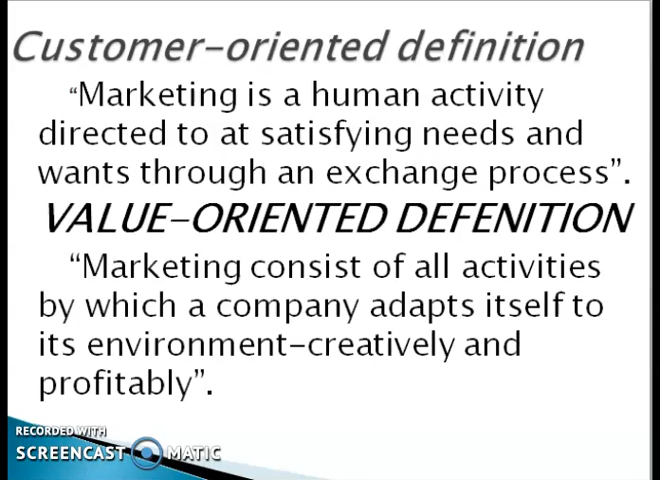 Customer-oriented definition
“Marketing is a human activity
directed to at satisfying needs and
wants through an exchange process”.
VALUE-ORIENTED DEFENITION
“Marketing consist of all activities
by which a company adapts itself to
its environment-creatively and
profitably”.
RECORDED WITH
SCREENCAST MATIC